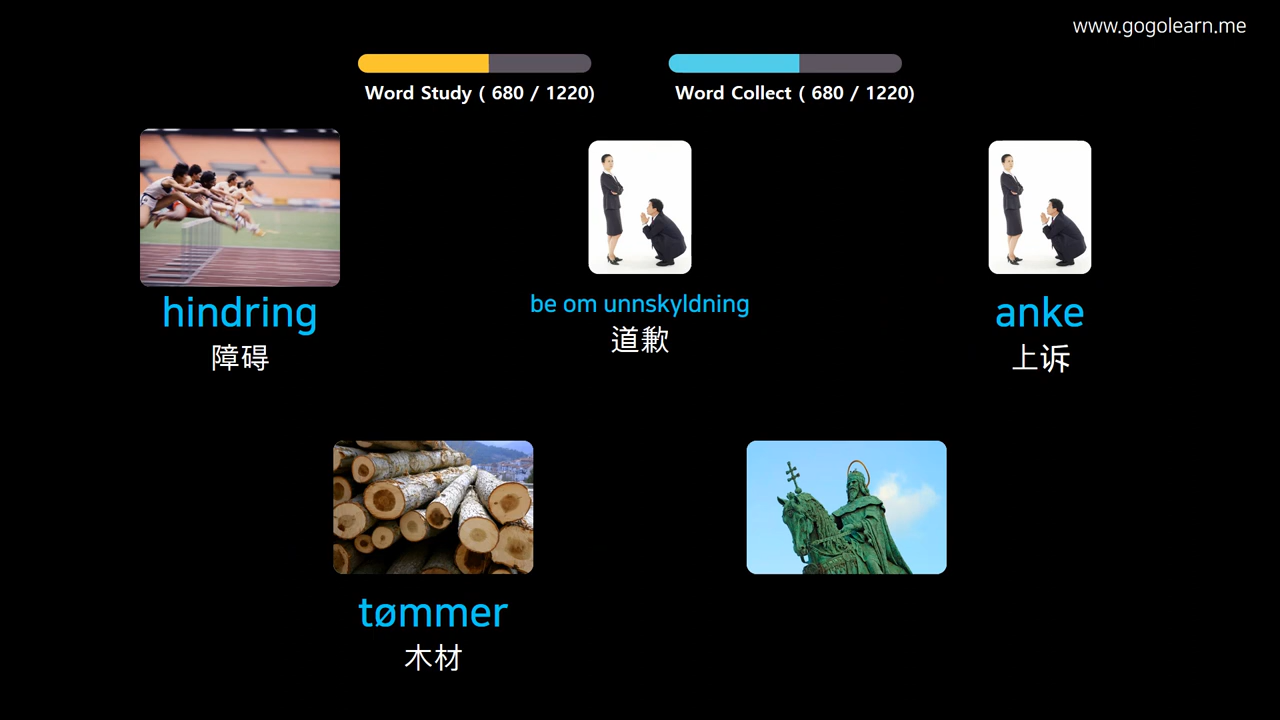 www.gogolearn.me
Word Study ( 680 / 1220)
Word Collect ( 680 / 1220)
hindring
障碍
be om unnskyldning
道歉
anke
上诉
tømmer
木材